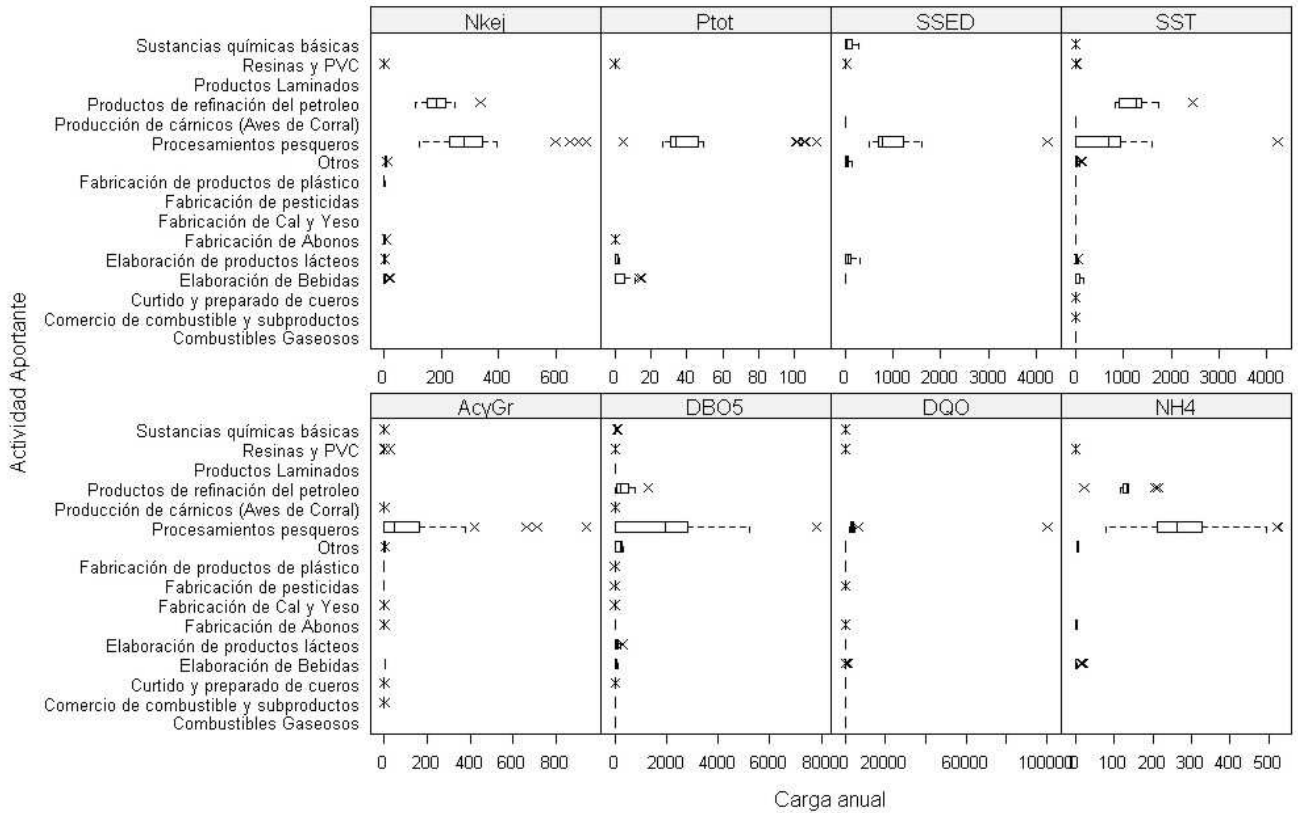 Nkej Ptot SSED SST
Sustancias químicas básicas
Resinas y PVC
Productos Laminados
Productos de refinación del petroleo
Producción de cárnicos (Aves de Corral)
Procesamientos pesqueros
Otros
Fabricación de productos de plástico
Fabricación de pesticidas
Fabricación de Cal y Yeso
Fabricación de Abonos
Elaboración de productos lácteos
Elaboración de Bebidas
Curtido y preparado de cueros
Comercio de combustible y subproductos
Combustibles Gaseosos
0 200 400 600 0 20 40 60 80 100 0 1000 2000 3000 4000 0 1000 2000 3000 4000
Actividad Aportante
AcyGr DBO5 DQO NH4
Sustancias químicas básicas
Resinas y PVC
Productos Laminados
Productos de refinación del petroleo
Producción de cárnicos (Aves de Corral)
Procesamientos pesqueros
Otros
Fabricación de productos de plástico
Fabricación de pesticidas
Fabricación de Cal y Yeso
Fabricación de Abonos
Elaboración de productos lácteos
Elaboración de Bebidas
Curtido y preparado de cueros
Comercio de combustible y subproductos
Combustibles Gaseosos
0 200 400 600 800 0 2000 4000 6000 8000 0 20000 60000 100000 0 100 200 300 400 500
Carga anual